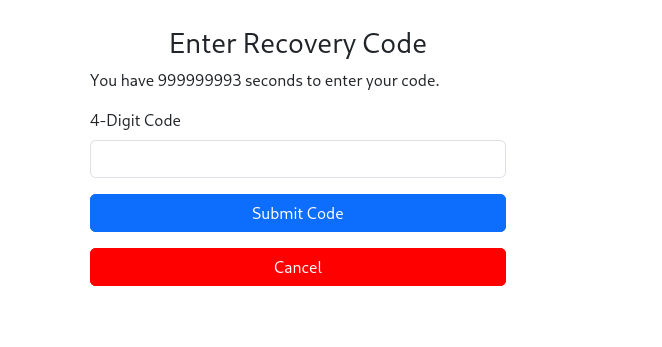 Enter Recovery Code
You have 999999993 seconds to enter your code.
4-Digit Code
Submit Code
Cancel